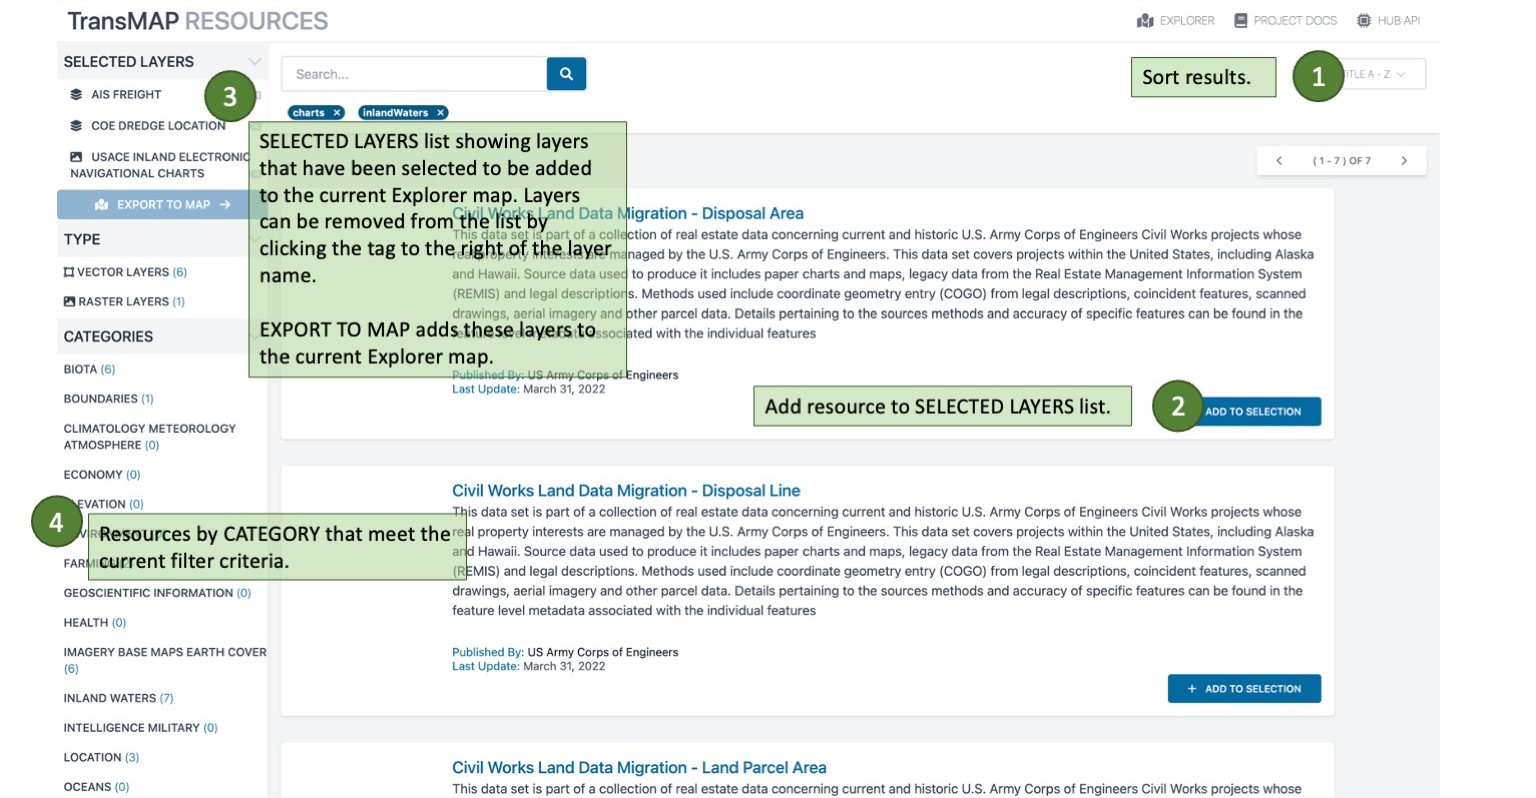 TransMAP RESOURCES
EXPLORER
PROJECT DOCS
HUB API
SELECTED LAYERS
AIS FREIGHT
COE DREDGE LOCATION
USACE INLAND ELECTRONIC
NAVIGATIONAL CHARTS
EXPORT TO MAP →
TYPE
VECTOR LAYERS (6)
RASTER LAYERS (1)
CATEGORIES
BIOTA (6)
BOUNDARIES (1)
CLIMATOLOGY METEOROLOGY
ATMOSPHERE (0)
ECONOMY (0)
EVATION (0)
GEOSCIENTIFIC INFORMATION (0)
HEALTH (0)
IMAGERY BASE MAPS EARTH COVER
(6)
INLAND WATERS (7)
INTELLIGENCE MILITARY (0)
LOCATION (3)
OCEANS (0)
3
4
Resources by CATEGORY that meet the
current filter criteria.
Search...
charts ×
inlandWaters ×
Sort results.
1
TLE A - Z
SELECTED LAYERS list showing layers
that have been selected to be added
to the current Explorer map. Layers
can be removed from the list by
clicking the tag to the right of the layer
name.
EXPORT TO MAP adds these layers to
the current Explorer map.
< ( 1 - 7 ) OF 7 >
Civil Works Land Data Migration - Disposal Area
This data set is part of a collection of real estate data concerning current and historic U.S. Army Corps of Engineers Civil Works projects whose
real property interests are managed by the U.S. Army Corps of Engineers. This data set covers projects within the United States, including Alaska
and Hawaii. Source data used to produce it includes paper charts and maps, legacy data from the Real Estate Management Information System
(REMIS) and legal descriptions. Methods used include coordinate geometry entry (COGO) from legal descriptions, coincident features, scanned
drawings, aerial imagery and other parcel data. Details pertaining to the sources methods and accuracy of specific features can be found in the
feature level metadata associated with the individual features
Published By: US Army Corps of Engineers
Last Update: March 31, 2022
Add resource to SELECTED LAYERS list.
2
ADD TO SELECTION
Civil Works Land Data Migration - Disposal Line
This data set is part of a collection of real estate data concerning current and historic U.S. Army Corps of Engineers Civil Works projects whose
real property interests are managed by the U.S. Army Corps of Engineers. This data set covers projects within the United States, including Alaska
and Hawaii. Source data used to produce it includes paper charts and maps, legacy data from the Real Estate Management Information System
(REMIS) and legal descriptions. Methods used include coordinate geometry entry (COGO) from legal descriptions, coincident features, scanned
drawings, aerial imagery and other parcel data. Details pertaining to the sources methods and accuracy of specific features can be found in the
feature level metadata associated with the individual features
Published By: US Army Corps of Engineers
Last Update: March 31, 2022
+ ADD TO SELECTION
Civil Works Land Data Migration - Land Parcel Area
This data set is part of a collection of real estate data concerning current and historic U.S. Army Corps of Engineers Civil Works projects whose